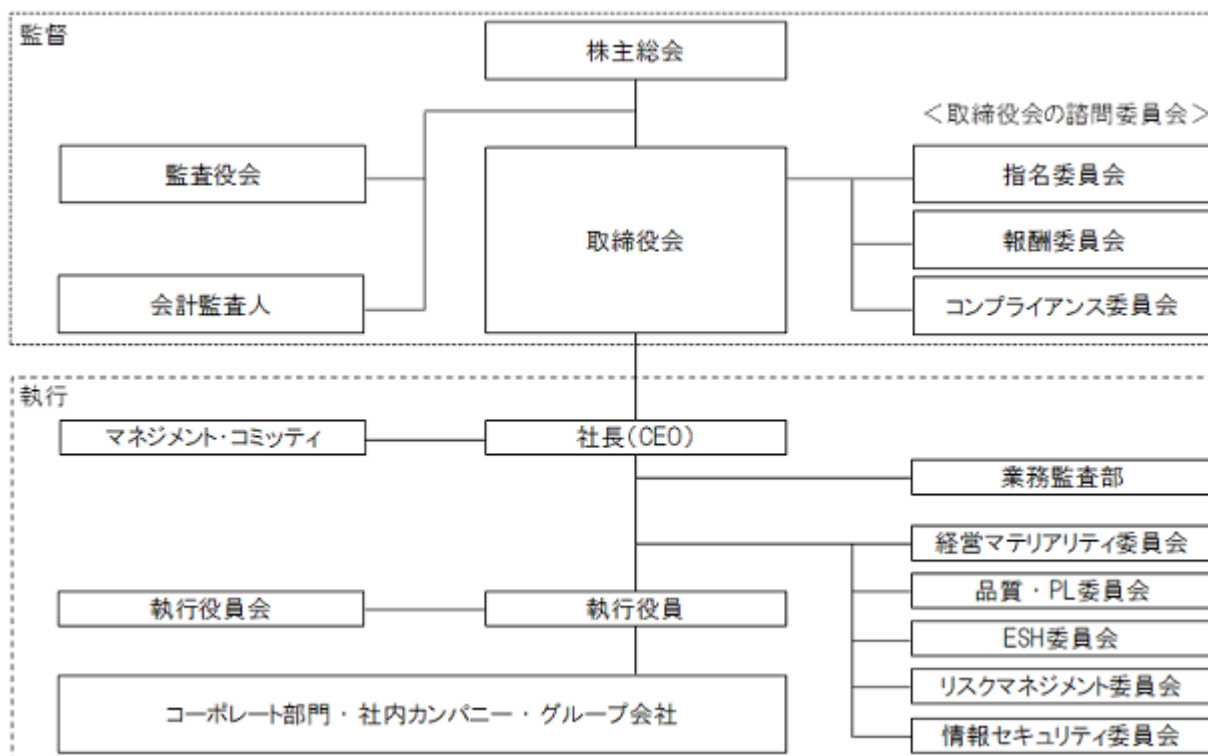 監督
株主総会
＜取締役会の諮問委員会＞
監査役会
取締役会
指名委員会
報酬委員会
会計監査人
コンプライアンス委員会
執行
マネジメント・コミッティ
社長(CEO)
業務監査部
経営マテリアリティ委員会
品質・PL委員会
執行役員会
執行役員
ESH委員会
リスクマネジメント委員会
コーポレート部門・社内カンパニー・グループ会社
情報セキュリティ委員会